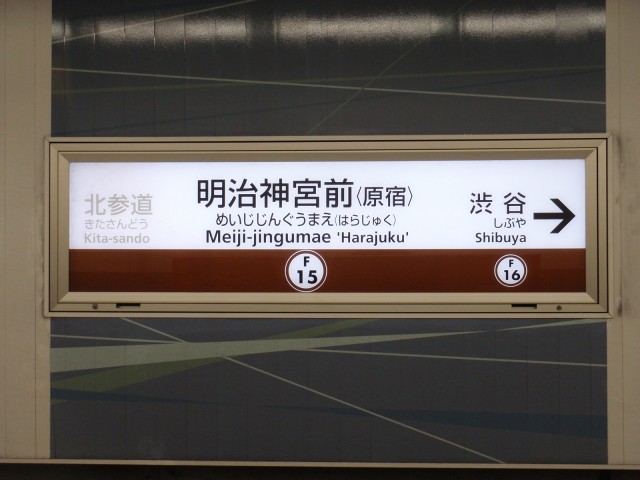 北参道
きたさんどう
Kita-sando
明治神宮前〈原宿〉
めいじじんぐうまえ〈はらじゅく〉
Meiji-jingumae 'Harajuku'
F
15
渋谷
しぶや
Shibuya
F
16